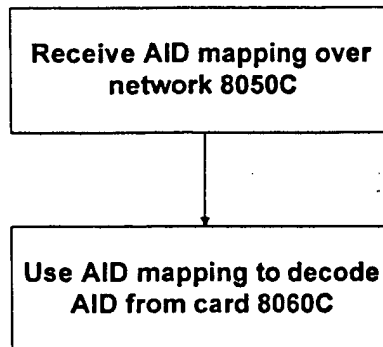 Receive AID mapping over
network 8050C
Use AID mapping to decode
AID from card 8060C